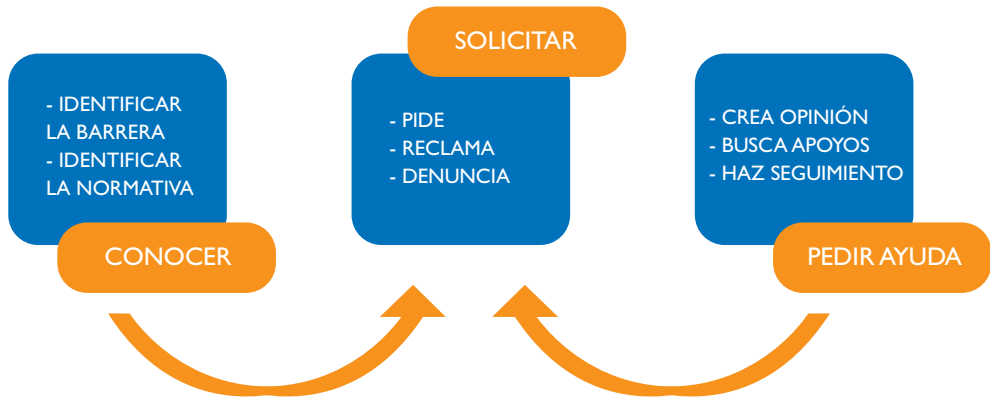 - IDENTIFICAR
LA BARRERA
- IDENTIFICAR
LA NORMATIVA
CONOCER
SOLICITAR
- PIDE
- RECLAMA
- DENUNCIA
- CREA OPINIÓN
- BUSCA APOYOS
- HAZ SEGUIMIENTO
PEDIR AYUDA